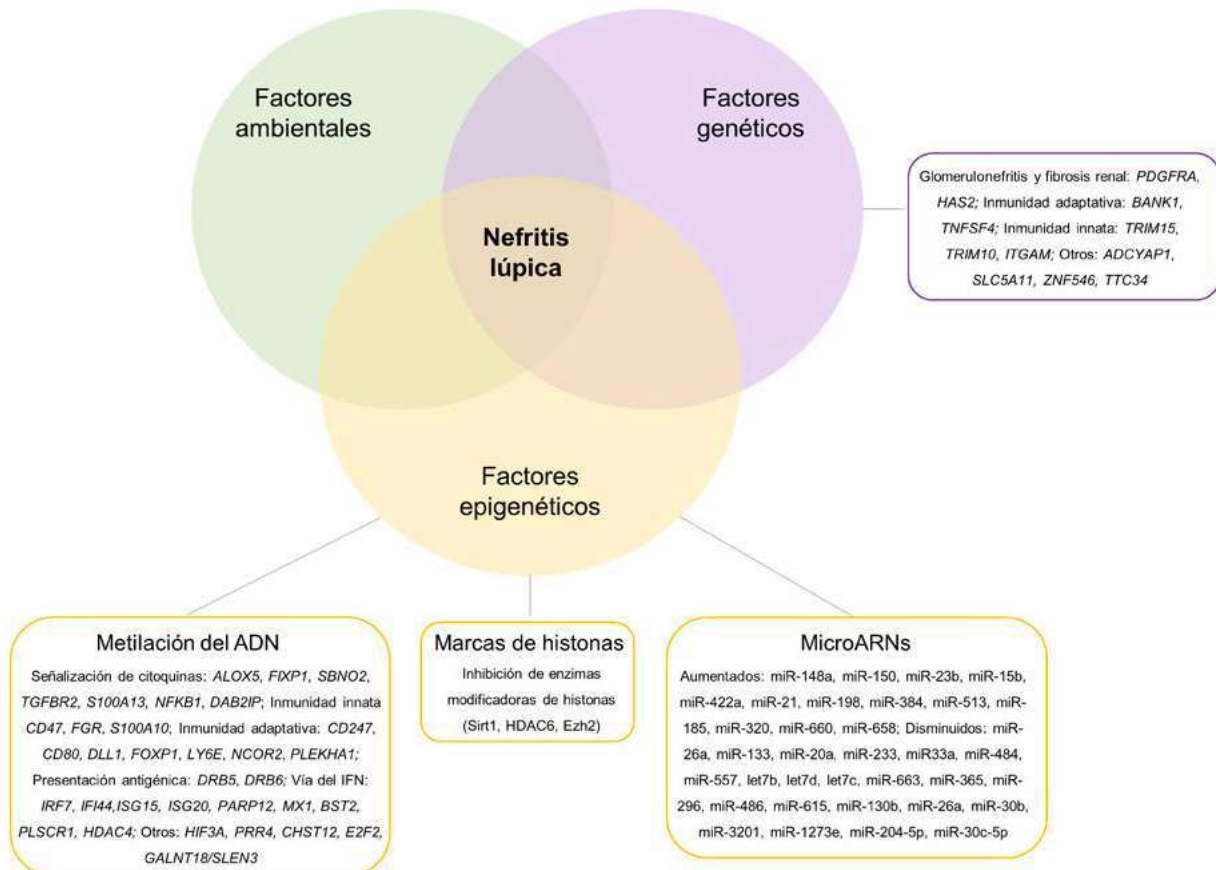 Factores
ambientales
Factores
genéticos
Glomerulonefritis y fibrosis renal: PDGFRA,
HAS2; Inmunidad adaptativa: BANK1,
TNFSF4; Inmunidad innata: TRIM15,
TRIM10, ITGAM; Otros: ADCYAP1,
SLC5A11, ZNF546, TTC34
Nefritis
lúpica
Factores
epigenéticos
Metilación del ADN
Señalización de citoquinas: ALOX5, FIXP1, SBNO2,
TGFBR2, S100A13, NFKB1, DAB2IP; Inmunidad innata
CD47, FGR, S100A10; Inmunidad adaptativa: CD247,
CD80, DLL1, FOXP1, LY6E, NCOR2, PLEKHA1;
Presentación antigénica: DRB5, DRB6; Vía del IFN:
IRF7, IFI44,ISG15, ISG20, PARP12, MX1, BST2,
PLSCR1, HDAC4; Otros: HIF3A, PRR4, CHST12, E2F2,
GALNT18/SLEN3
Marcas de histonas
Inhibición de enzimas
modificadoras de histonas
(Sirt1, HDAC6, Ezh2)
MicroARNs
Aumentados: miR-148a, miR-150, miR-23b, miR-15b,
miR-422a, miR-21, miR-198, miR-384, miR-513, miR-
185, miR-320, miR-660, miR-658; Disminuidos: miR-
26a, miR-133, miR-20a, miR-233, miR33a, miR-484,
miR-557, let7b, let7d, let7c, miR-663, miR-365, miR-
296, miR-486, miR-615, miR-130b, miR-26a, miR-30b,
miR-3201, miR-1273e, miR-204-5p, miR-30c-5p